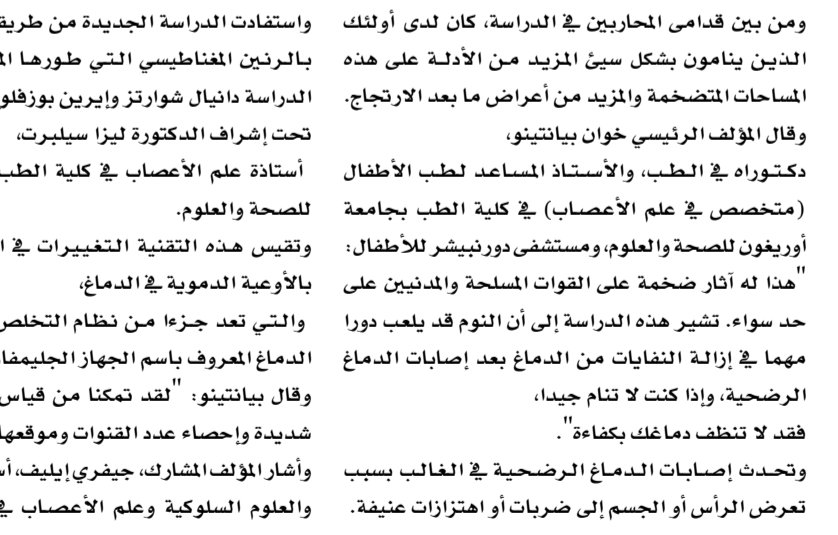 ومن بين قدامى المحاربين في الدراسة، كان لدى أولئك
الذين ينامون بشكل سيئ المزيد من الأدلة على هذه
المساحات المتضخمة والمزيد من أعراض ما بعد الارتجاج.
وقال المؤلف الرئيسي خوان بيانتينو،
دكتوراه في الطب، والأستاذ المساعد لطب الأطفال
(متخصص في علم الأعصاب) في كلية الطب بجامعة
أوريغون للصحة والعلوم، ومستشفى دورنبيشر للأطفال:
"هذا له آثار ضخمة على القوات المسلحة والمدنيين على
حد سواء. تشير هذه الدراسة إلى أن النوم قد يلعب دورا
مهما في إزالة النفايات من الدماغ بعد إصابات الدماغ
الرضحية، وإذا كنت لا تنام جيدا،
فقد لا تنظف دماغك بكفاءة".
وتحدث إصابات الدماغ الرضحية في الغالب بسبب
تعرض الرأس أو الجسم إلى ضربات أو اهتزازات عنيفة.
واستفادت الدراسة الجديدة من
بالرنين المغناطيسي التي طورها
الدراسة دانيال شوارتز وإيرين
تحت إشراف الدكتورة ليزا سيلبرت،
أستاذة علم الأعصاب في كلية الطب
للصحة والعلوم.
وتقيس هذه التقنية التغييرات في
بالأوعية الدموية في الدماغ،
والتي تعد جزءا من نظام التخلص
الدماغ المعروف باسم الجهاز
وقال بيانتينو: "لقد تمكنا من قياس
شديدة وإحصاء عدد القنوات وموقعها
وأشار المؤلف المشارك، جيفري إيليف،
والعلوم السلوكية وعلم الأعصاب في